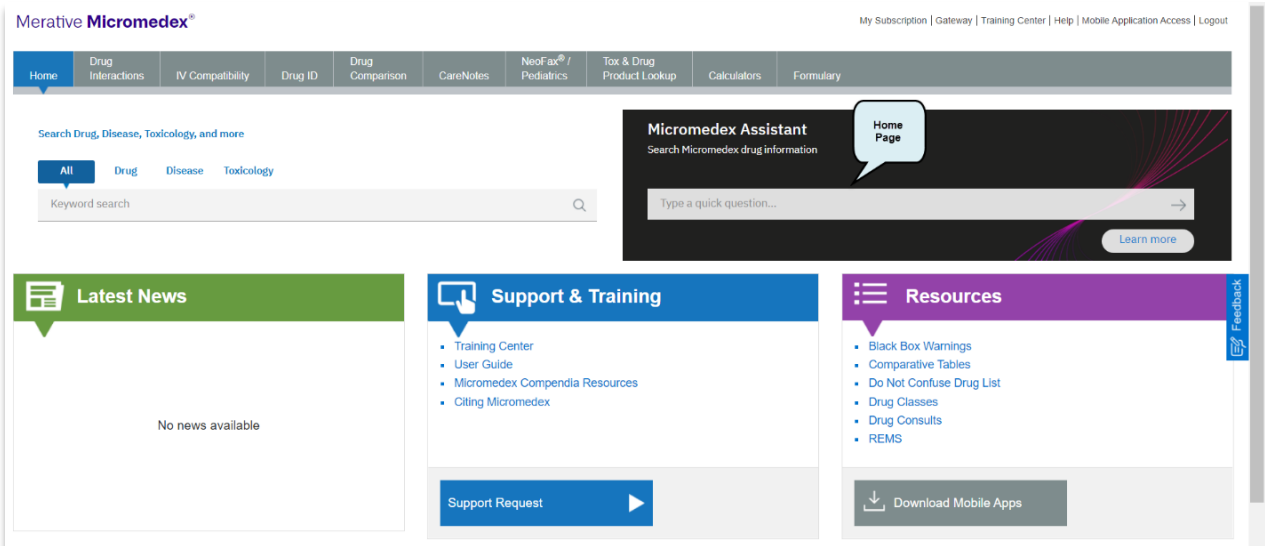 Merative Micromedex®
My Subscription | Gateway | Training Center | Help | Mobile Application Access | Logout
Home
Drug
Interactions
IV Compatibility
Drug ID
Drug
Comparison
CareNotes
NeoFax® /
Pediatrics
Tox & Drug
Product Lookup
Calculators
Formulary
Search Drug, Disease, Toxicology, and more
All
Drug
Disease
Toxicology
Keyword search
Micromedex Assistant
Search Micromedex drug information
Home
Page
Type a quick question...
Learn more
Latest News
No news available
Support & Training
Training Center
User Guide
Micromedex Compendia Resources
Citing Micromedex
Support Request
Resources
Black Box Warnings
Comparative Tables
Do Not Confuse Drug List
Drug Classes
Drug Consults
REMS
Download Mobile Apps
Feedback